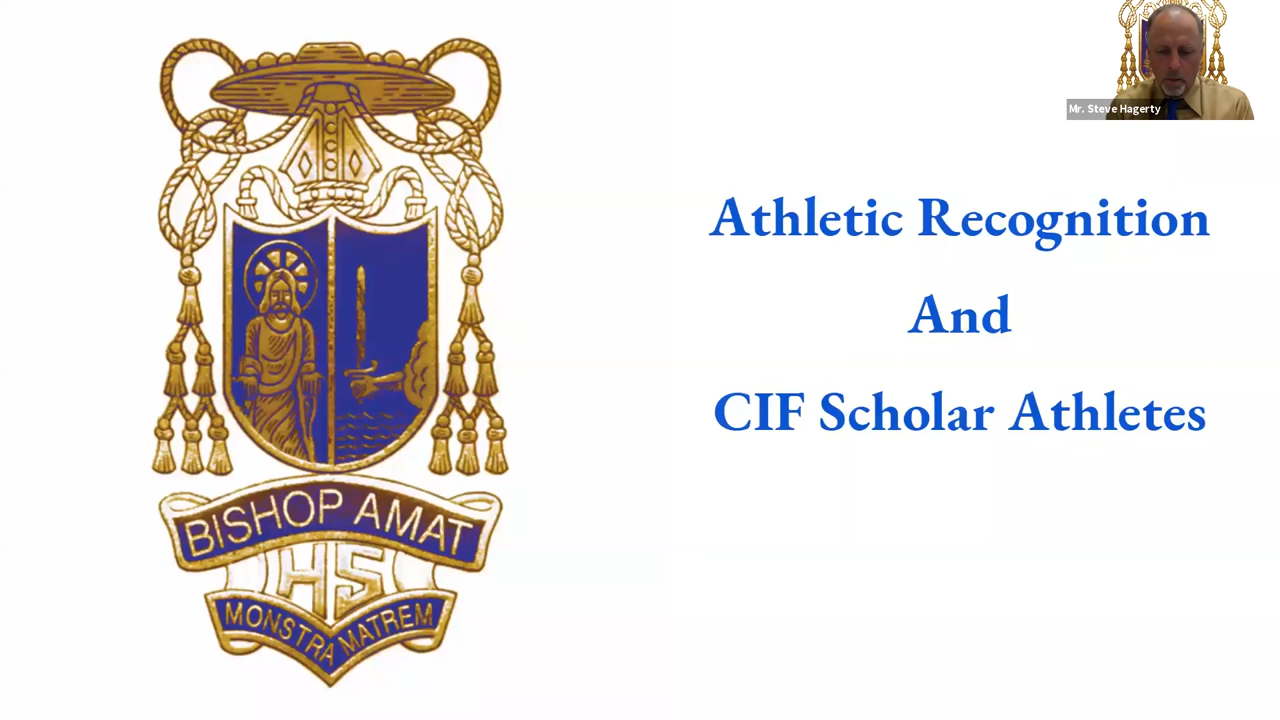 Mr. Steve Hagerty
Athletic Recognition
And
CIF Scholar Athletes
BISHOP AMAT
HS
MONSTRA MATREM